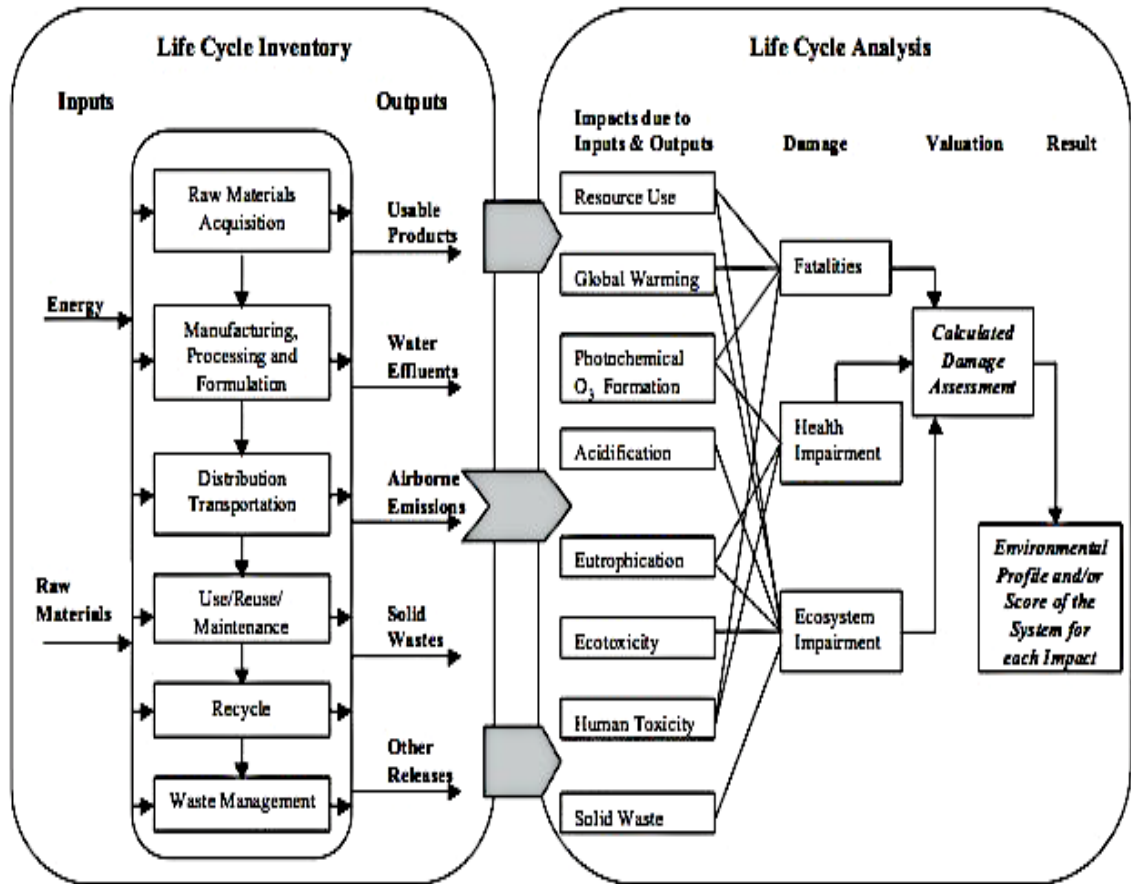 Life Cycle Inventory
Inputs
Outputs
Raw Materials
Acquisition
Manufacturing,
Processing and
Formulation
Distribution
Transportation
Use/Reuse/
Maintenance
Recycle
Waste Management
Energy
Raw
Materials
Usable
Products
Water
Effluents
Airborne
Emissions
Solid
Wastes
Other
Releases
Life Cycle Analysis
Impacts due to
Inputs & Outputs
Damage
Valuation
Result
Resource Use
Global Warming
Photochemical
O3 Formation
Acidification
Eutrophication
Ecotoxicity
Human Toxicity
Solid Waste
Fatalities
Health
Impairment
Ecosystem
Impairment
Calculated
Damage
Assessment
Environmental
Profile and/or
Score of the
System for
each Impact